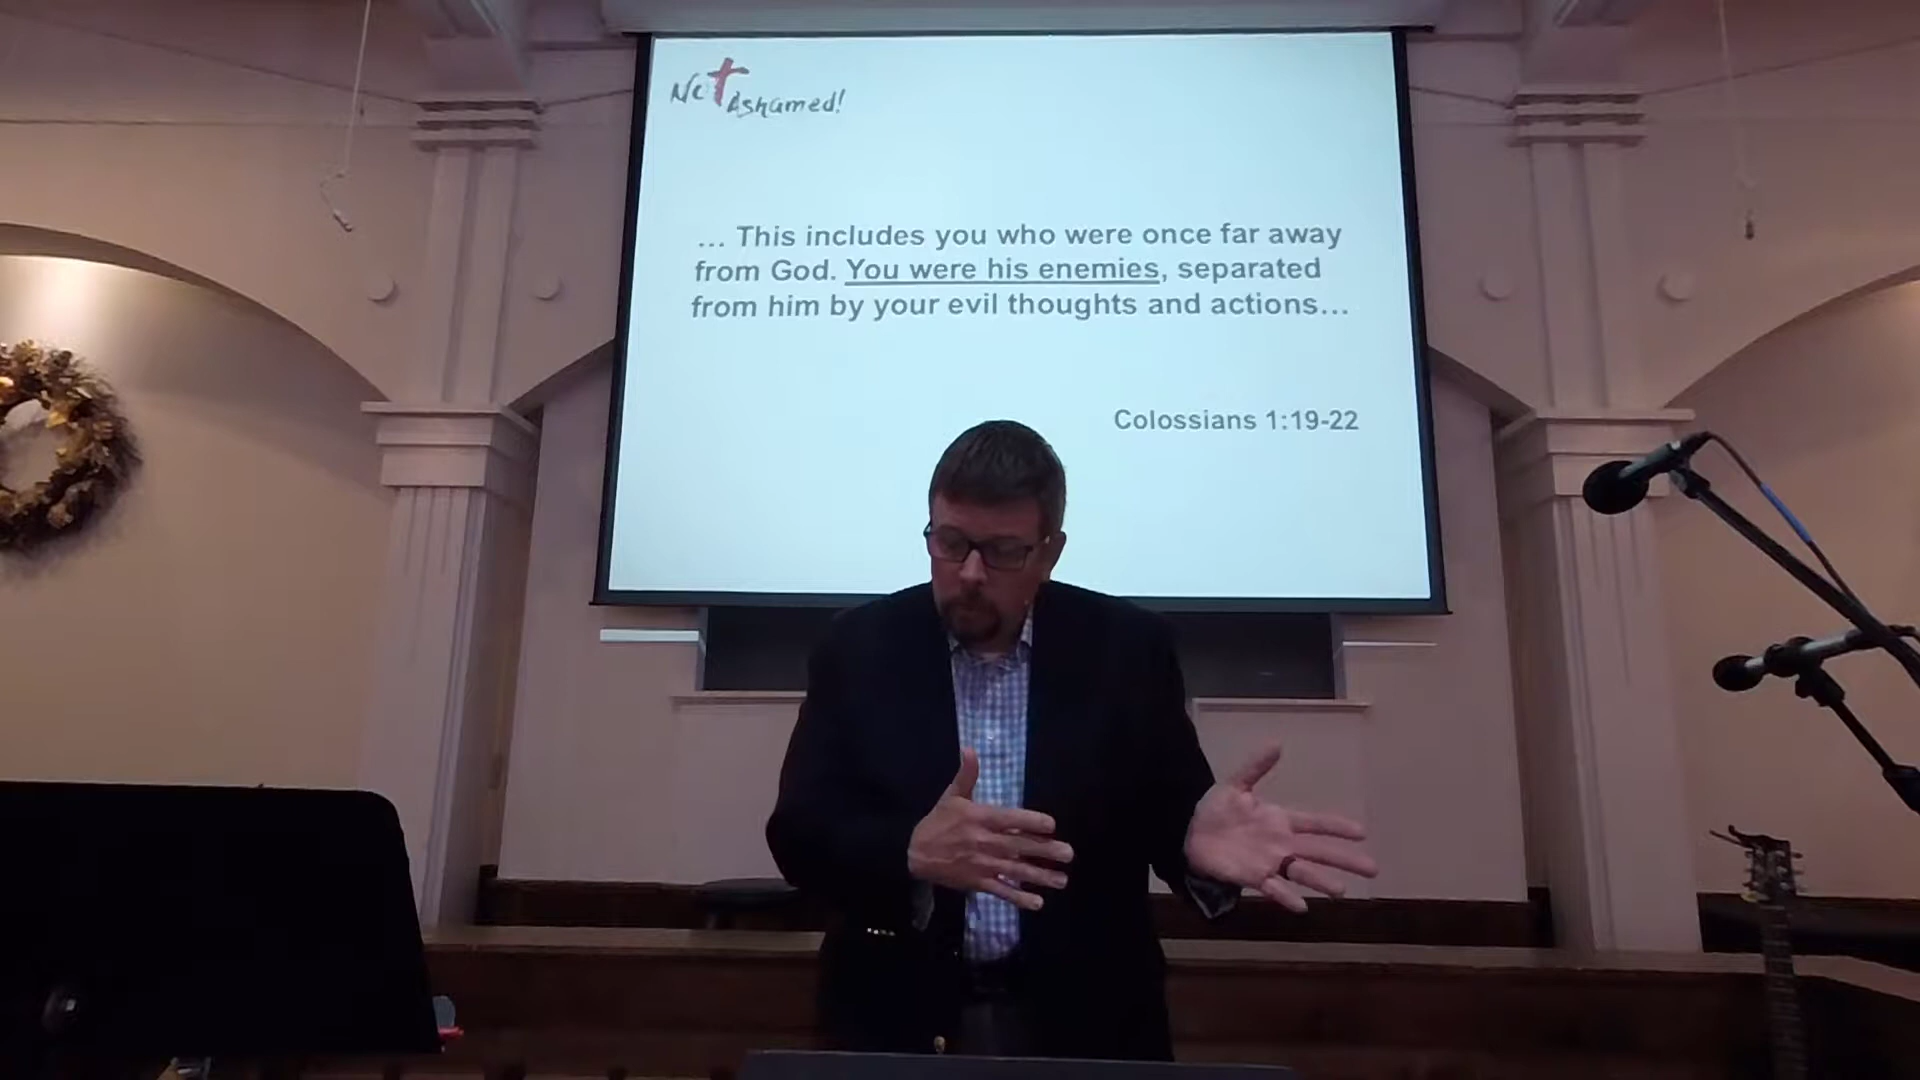 Not Ashamed!
… This includes you who were once far away
from God. You were his enemies, separated
from him by your evil thoughts and actions…
Colossians 1:19-22